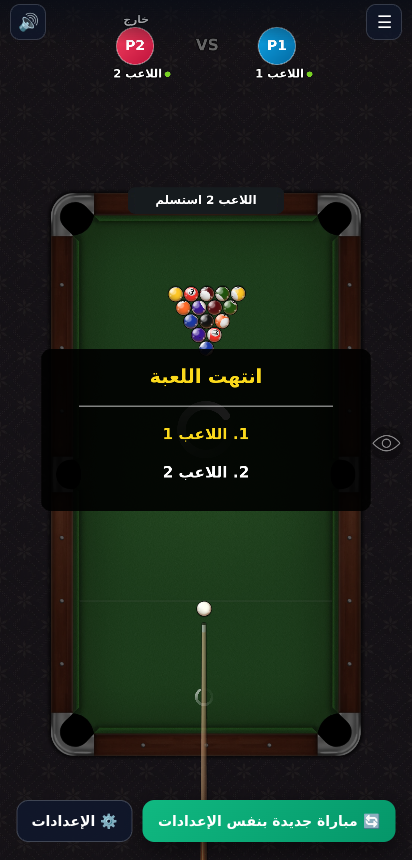 خارج
P1
VS
P2
اللاعب 1
اللاعب 2
اللاعب 2 استسلم
انتهت اللعبة
1. اللاعب 1
2. اللاعب 2
مباراة جديدة بنفس الإعدادات
الإعدادات